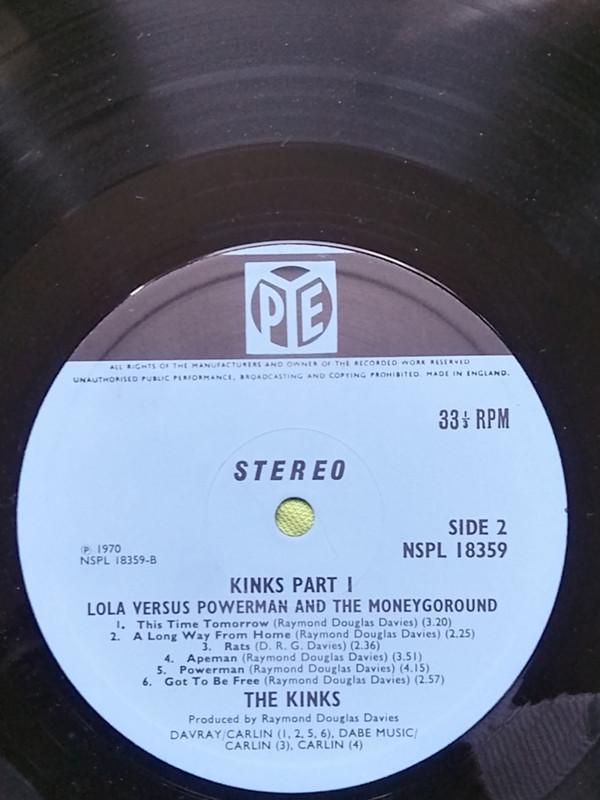 PYE
ALL RIGHTS OF THE MANUFACTURERS AND OWNER OF THE RECORDED WORK RESERVED
UNAUTHORISED PUBLIC PERFORMANCE, BROADCASTING AND COPYING PROHIBITED. MADE IN ENGLAND.
33⅓ RPM
STEREO
SIDE 2
℗ 1970
NSPL 18359
NSPL 18359-B
KINKS PART I
LOLA VERSUS POWERMAN AND THE MONEYGOROUND
1. This Time Tomorrow (Raymond Douglas Davies) (3.20)
2. A Long Way From Home (Raymond Douglas Davies) (2.25)
3. Rats (D. R. G. Davies) (2.36)
4. Apeman (Raymond Douglas Davies) (3.51)
5. Powerman (Raymond Douglas Davies) (4.15)
6. Got To Be Free (Raymond Douglas Davies) (2.57)
THE KINKS
Produced by Raymond Douglas Davies
DAVRAY/CARLIN (1, 2, 5, 6), DABE MUSIC/
CARLIN (3), CARLIN (4)